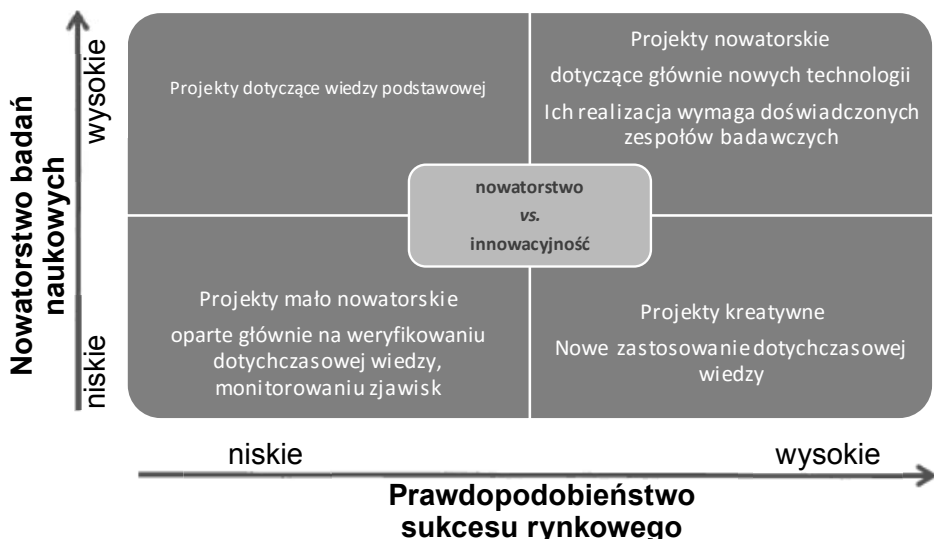 Nowatorstwo badań
naukowych
wysokie
niskie
Projekty dotyczące wiedzy podstawowej
Projekty nowatorskie
dotyczące głównie nowych technologii
Ich realizacja wymaga doświadczonych
zespołów badawczych
nowatorstwo
vs.
innowacyjność
Projekty mało nowatorskie
oparte głównie na weryfikowaniu
dotychczasowej wiedzy,
monitorowaniu zjawisk
Projekty kreatywne
Nowe zastosowanie dotychczasowej
wiedzy
niskie
wysokie
Prawdopodobieństwo
sukcesu rynkowego